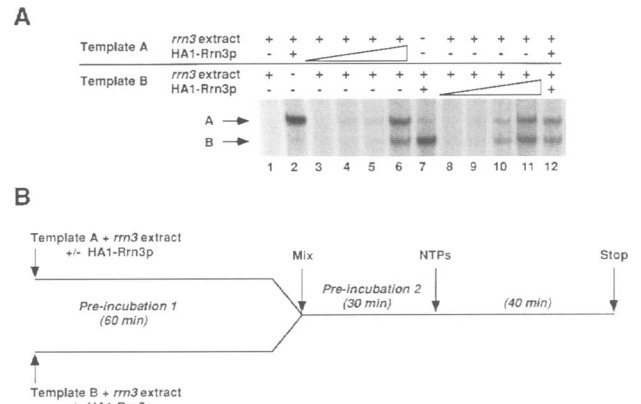 A
Template A
rrn3 extract + + + + + + - + + + + +
HA1-Rrn3p - + - - - - - +
Template B
rrn3 extract + - + + + + + + + + + +
HA1-Rrn3p - - - - - - + +
A
B
1 2 3 4 5 6 7 8 9 10 11 12
B
Template A + rrn3 extract
+/- HA1-Rrn3p
Mix
NTPs
Stop
Pre-incubation 1
(60 min)
Pre-incubation 2
(30 min)
(40 min)
Template B + rrn3 extract